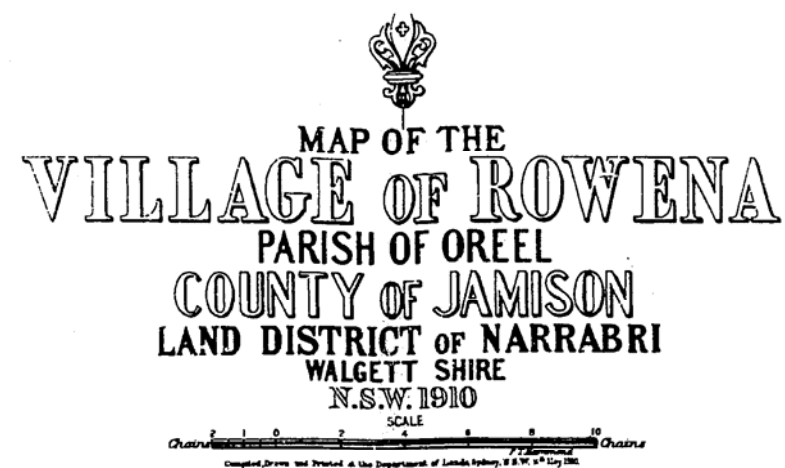 MAP OF THE
VILLAGE OF ROWENA
PARISH OF OREEL
COUNTY OF JAMISON
LAND DISTRICT OF NARRABRI
WALGETT SHIRE
N.S.W. 1910
SCALE
2 1 0 2 4 6 8 10
Chains Chains
Compiled, Drawn and Printed at the Department of Lands, Sydney, N.S.W.